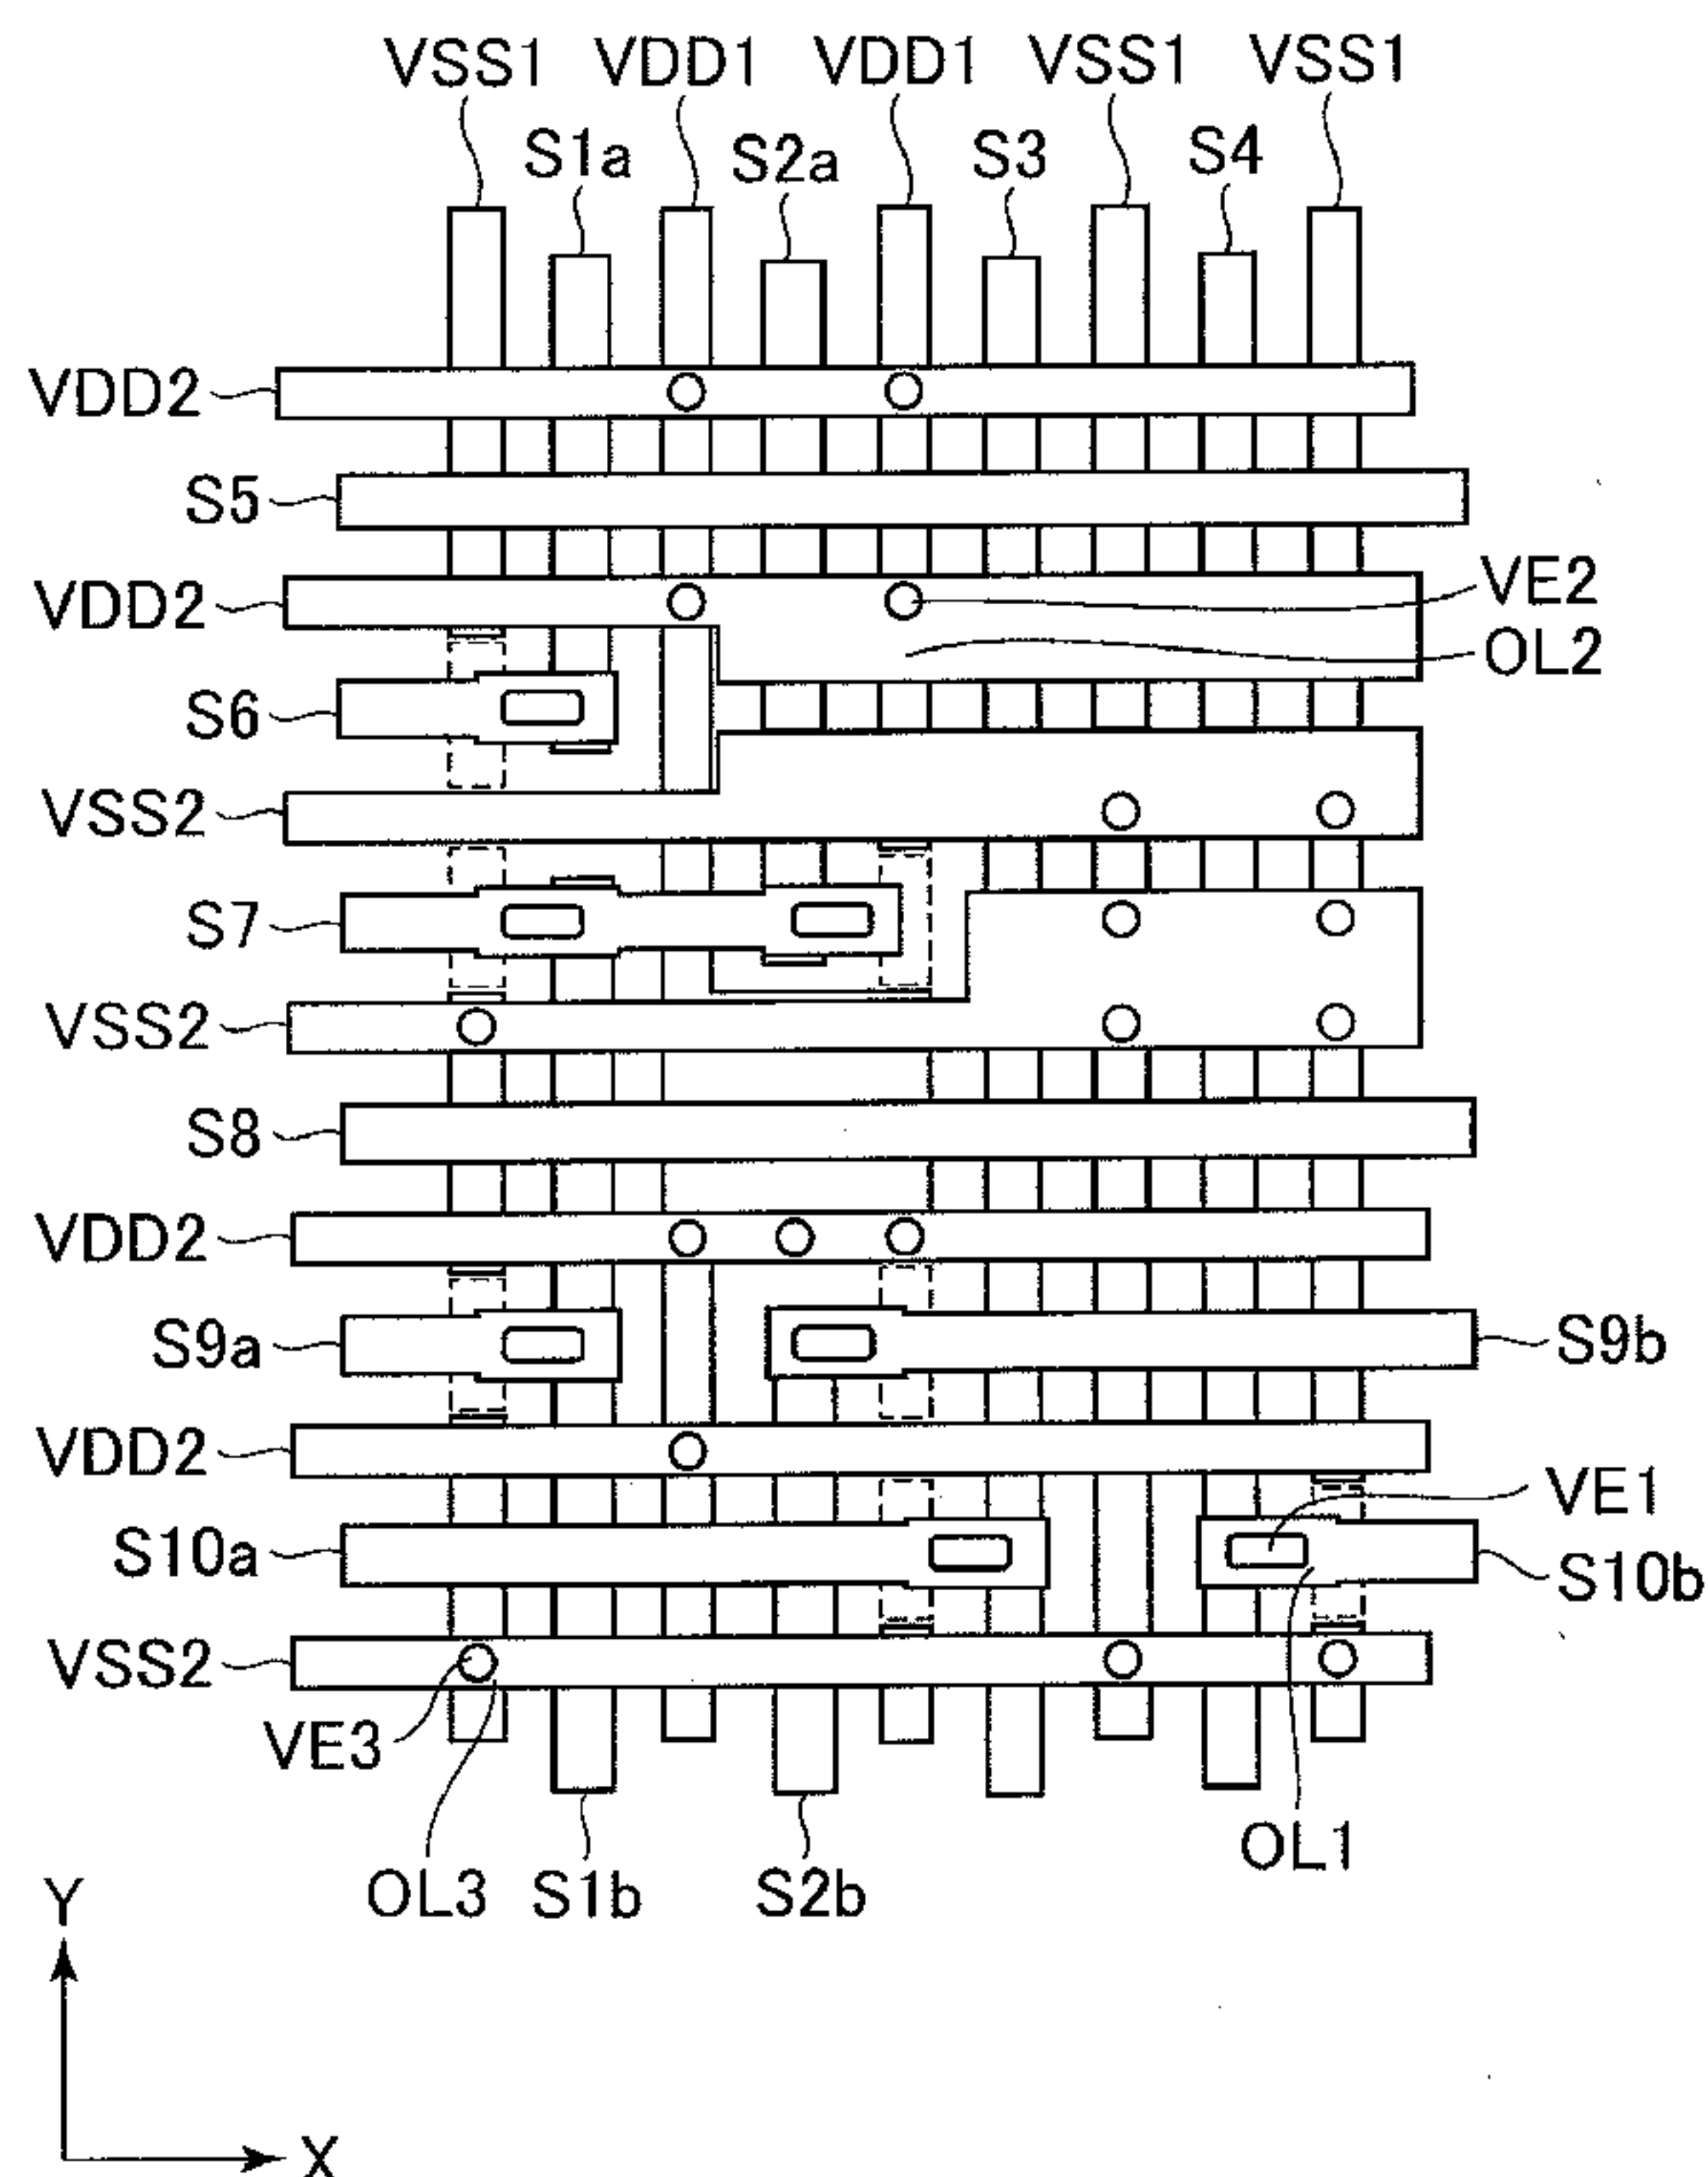 VSS1 VDD1 VDD1 VSS1 VSS1
S1a S2a S3 S4
VDD2
S5
VDD2
VE2
OL2
S6
VSS2
S7
VSS2
S8
VDD2
S9a
S9b
VDD2
VE1
S10a
S10b
VSS2
VE3
OL1
OL3 S1b S2b
Y
X